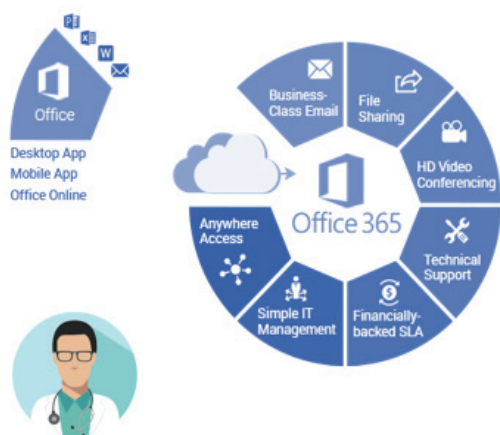 P
X
W
Office
Desktop App
Mobile App
Office Online
Business-
Class Email
File
Sharing
HD Video
Conferencing
Technical
Support
Financially-
backed SLA
$
Simple IT
Management
Anywhere
Access
Office 365